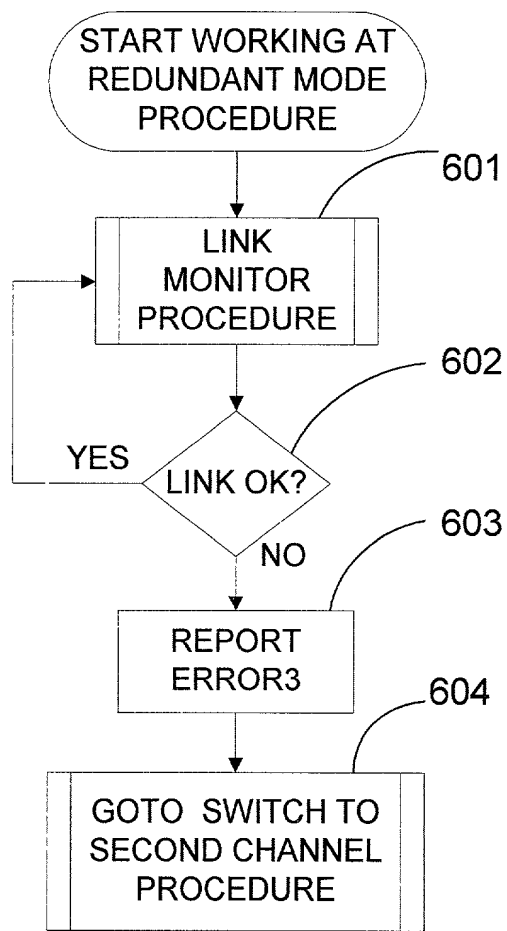 START WORKING AT
REDUNDANT MODE
PROCEDURE
601
LINK
MONITOR
PROCEDURE
602
YES
LINK OK?
NO
603
REPORT
ERROR3
604
GOTO SWITCH TO
SECOND CHANNEL
PROCEDURE